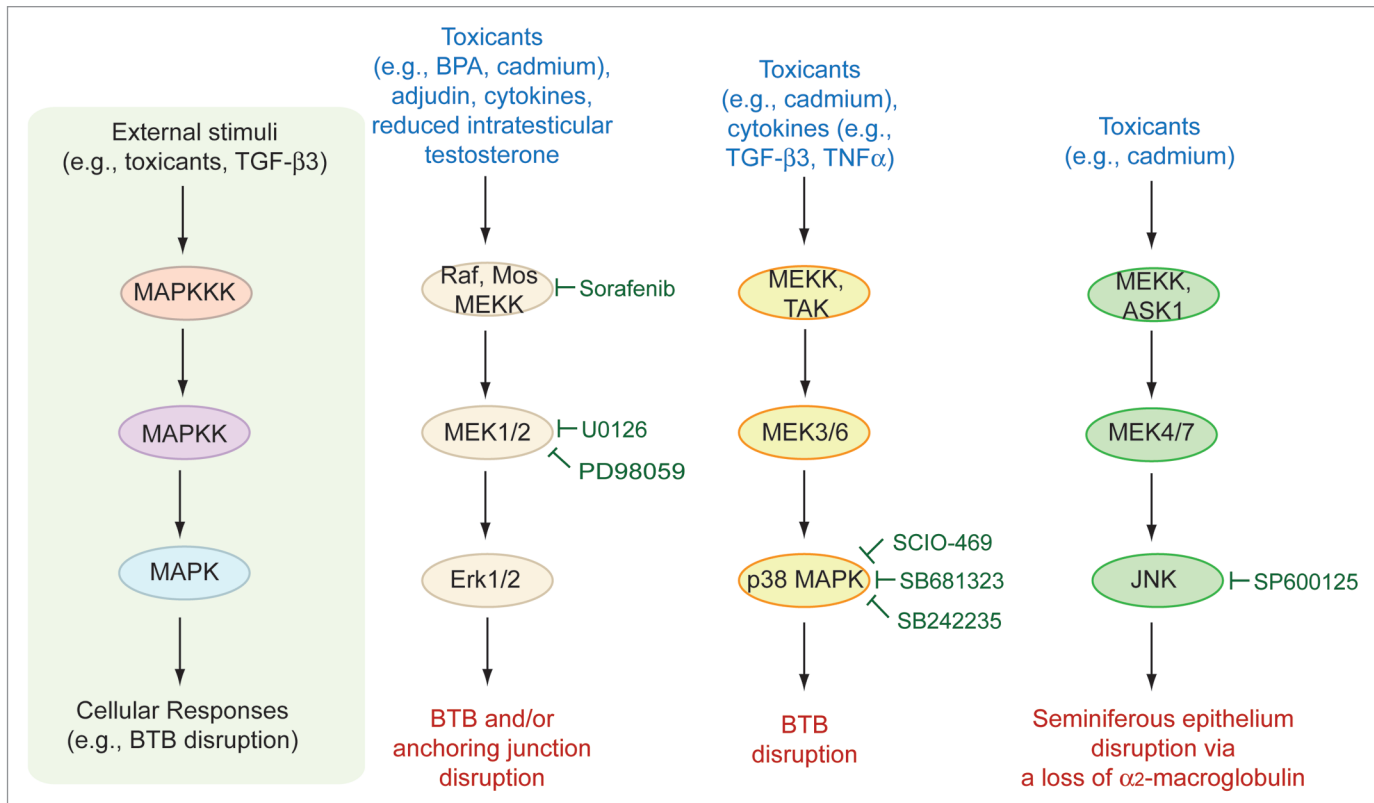 External stimuli
(e.g., toxicants, TGF-β3)
MAPKKK
MAPKK
MAPK
Cellular Responses
(e.g., BTB disruption)
Toxicants
(e.g., BPA, cadmium),
adjudin, cytokines,
reduced intratesticular
testosterone
Raf, Mos
MEKK
Sorafenib
MEK1/2
U0126
PD98059
Erk1/2
BTB and/or
anchoring junction
disruption
Toxicants
(e.g., cadmium),
cytokines (e.g.,
TGF-β3, TNFα)
MEKK,
TAK
MEK3/6
p38 MAPK
SCIO-469
SB681323
SB242235
BTB
disruption
Toxicants
(e.g., cadmium)
MEKK,
ASK1
MEK4/7
JNK
SP600125
Seminiferous epithelium
disruption via
a loss of α2-macroglobulin